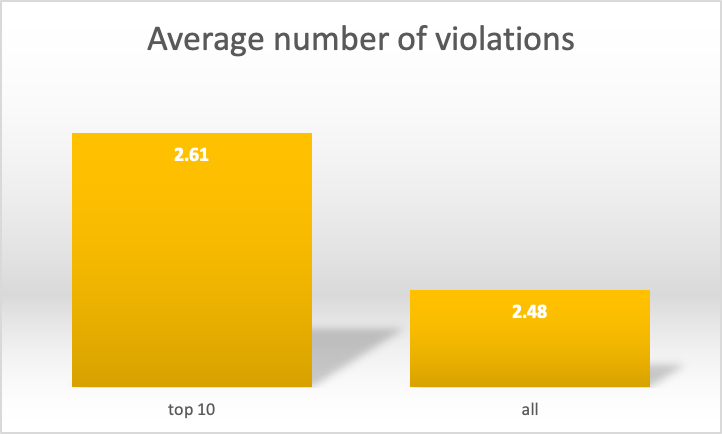 Average number of violations
2.61
2.48
top 10
all